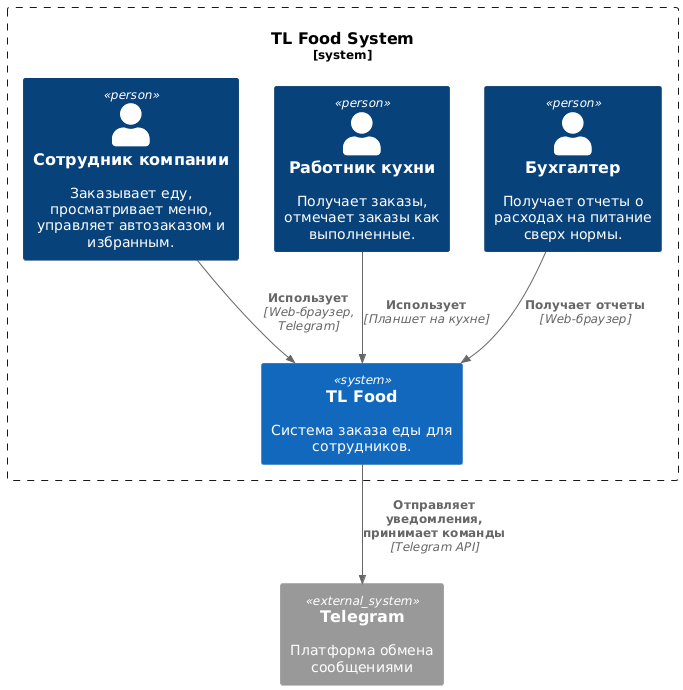 TL Food System
[system]
«person»
Сотрудник компании
Заказывает еду,
просматривает меню,
управляет автозаказом и
избранным.
«person»
Работник кухни
Получает заказы,
отмечает заказы как
выполненные.
«person»
Бухгалтер
Получает отчеты о
расходах на питание
сверх нормы.
Использует
[Web-браузер,
Telegram]
Использует
[Планшет на кухне]
Получает отчеты
[Web-браузер]
«system»
TL Food
Система заказа еды для
сотрудников.
Отправляет
уведомления,
принимает команды
[Telegram API]
«external_system»
Telegram
Платформа обмена
сообщениями